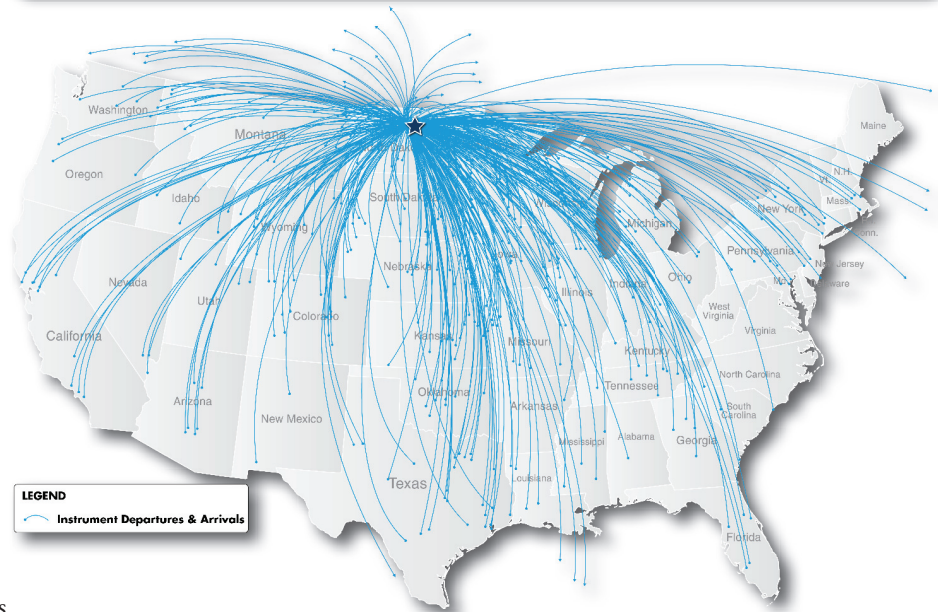 Washington
Montana
Maine
Oregon
Idaho
South Dakota
Wyoming
Michigan
Vt.
N.H.
Mass.
New York
Nebraska
Iowa
Pennsylvania
Nevada
Utah
Illinois
Indiana
Ohio
New Jersey
Colorado
West
Virginia
California
Kansas
Missouri
Kentucky
Virginia
Arizona
New Mexico
Oklahoma
Arkansas
Tennessee
North Carolina
South
Carolina
Mississippi
Alabama
Georgia
Texas
Louisiana
Florida
LEGEND
Instrument Departures & Arrivals
s